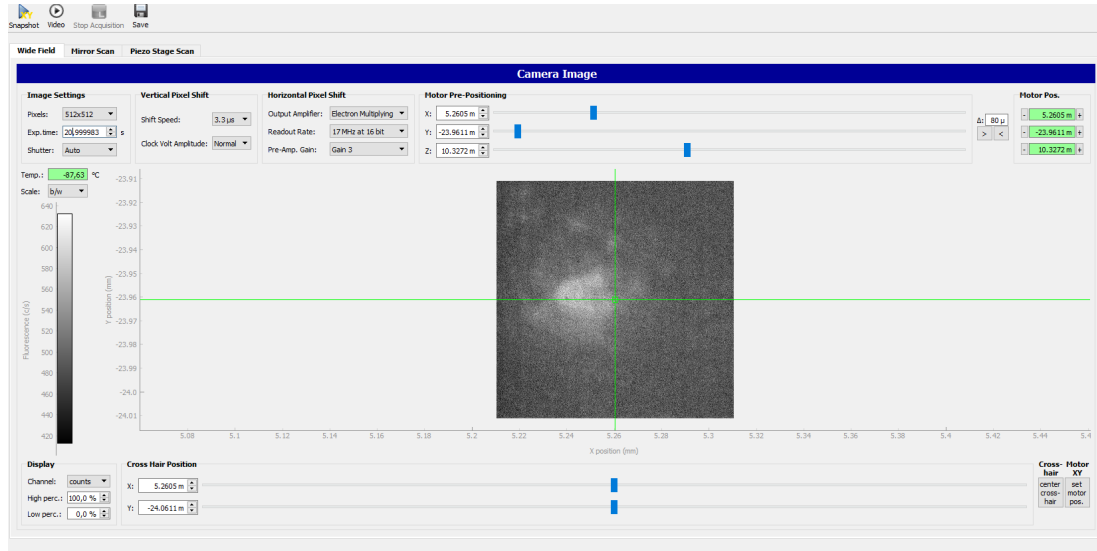 Snapshot Video Stop Acquisition Save
Wide Field Mirror Scan Piezo Stage Scan
Camera Image
Image Settings Vertical Pixel Shift Horizontal Pixel Shift Motor Pre-Positioning Motor Pos.
Pixels: 512x512 Shift Speed: 3.3 µs Output Amplifier: Electron Multiplying X: 5.2605 m Δ: 80 µ - 5.2605 m +
Exp.time: 20,999983 s Clock Volt Amplitude: Normal Readout Rate: 17 MHz at 16 bit Y: -23.9611 m > < - -23.9611 m +
Shutter: Auto Pre-Amp. Gain: Gain 3 Z: 10.3272 m - 10.3272 m +
Temp.: -87,63 °C
Scale: b/w
640
620
600
580
560
540
520
500
480
460
440
420
Fluorescence (c/s)
-23.91
-23.92
-23.93
-23.94
-23.95
-23.96
-23.97
-23.98
-23.99
-24.0
-24.01
Y position (mm)
5.08 5.1 5.12 5.14 5.16 5.18 5.2 5.22 5.24 5.26 5.28 5.3 5.32 5.34 5.36 5.38 5.4 5.42 5.44 5.4
X position (mm)
Display Cross Hair Position Cross-hair Motor XY
Channel: counts X: 5.2605 m center cross-hair set motor pos.
High perc.: 100,0 % Y: -24.0611 m
Low perc.: 0,0 %